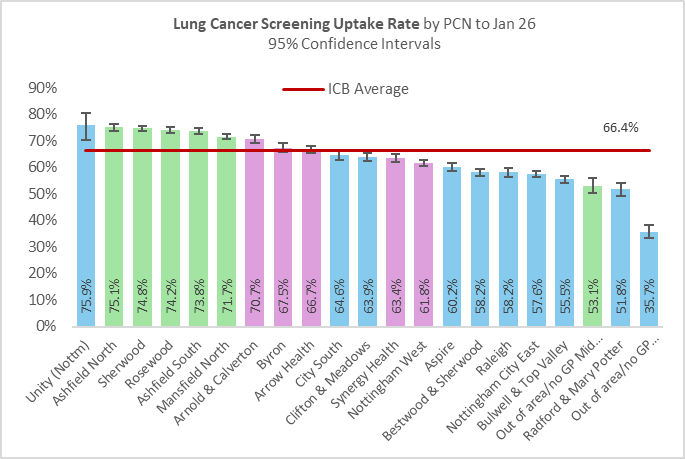 Lung Cancer Screening Uptake Rate by PCN to Jan 26
95% Confidence Intervals
ICB Average
66.4%
90%
80%
70%
60%
50%
40%
30%
20%
10%
0%
75.9%
75.1%
74.8%
74.2%
73.8%
71.7%
70.7%
67.5%
66.7%
64.6%
63.9%
63.4%
61.8%
60.2%
58.2%
58.2%
57.6%
55.5%
53.1%
51.8%
35.7%
Unity (Nottm)
Ashfield North
Sherwood
Rosewood
Ashfield South
Mansfield North
Arnold & Calverton
Byron
Arrow Health
City South
Clifton & Meadows
Synergy Health
Nottingham West
Aspire
Bestwood & Sherwood
Raleigh
Nottingham City East
Bulwell & Top Valley
Out of area/no GP Mid...
Radford & Mary Potter
Out of area/no GP...